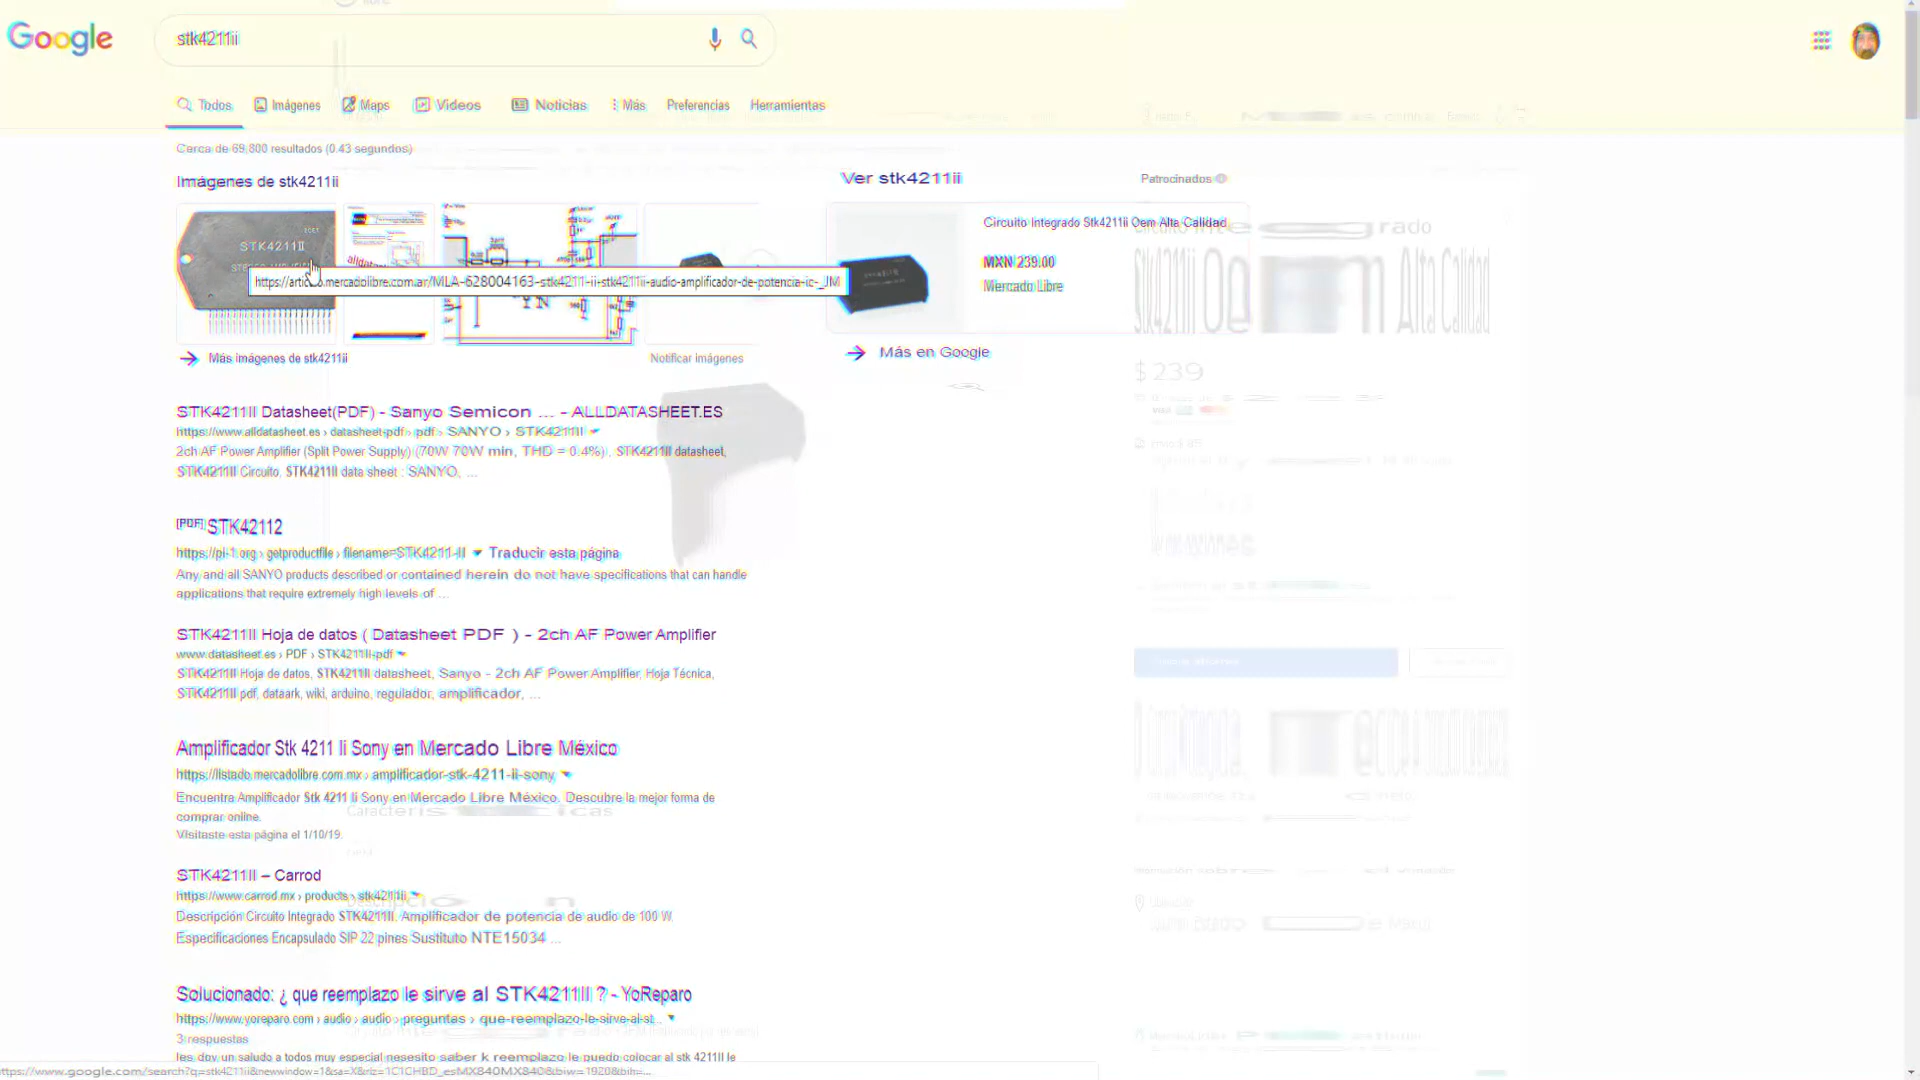 Google
stk4211ii
Todos
Imágenes
Maps
Videos
Noticias
Más
Preferencias
Herramientas
Cerca de 69,800 resultados (0.43 segundos)
Imágenes de stk4211ii
STK4211II
https://artic
o.mercadolibre.com.ar/MLA-628004163-stk4211-ii-stk4211ii-audio-amplificador-de-potencia-ic-_JM
Más imágenes de stk4211ii
Notificar imágenes
Ver stk4211ii
Patrocinados
Circuito Integrado Stk4211ii Oem Alta Calidad
MXN 239.00
Mercado Libre
Más en Google
stk4211ii Oem Alta Calidad
$ 239
STK4211II Datasheet(PDF) - Sanyo Semicon ... - ALLDATASHEET.ES
https://www.alldatasheet.es › datasheet-pdf › pdf › SANYO › STK4211II
2ch AF Power Amplifier (Split Power Supply) (70W 70W min, THD = 0.4%), STK4211II datasheet,
STK4211II Circuito, STK4211II data sheet : SANYO, ...
[PDF] STK42112
https://pi-1.org › getproductfile › filename=STK4211-II ▾ Traducir esta página
Any and all SANYO products described or contained herein do not have specifications that can handle
applications that require extremely high levels of ...
STK4211II Hoja de datos ( Datasheet PDF ) - 2ch AF Power Amplifier
www.datasheet.es › PDF › STK4211II-pdf
STK4211II Hoja de datos, STK4211II datasheet, Sanyo - 2ch AF Power Amplifier, Hoja Técnica,
STK4211II pdf, dataark, wiki, arduino, regulador, amplificador, ...
Amplificador Stk 4211 Ii Sony en Mercado Libre México
https://listado.mercadolibre.com.mx › amplificador-stk-4211-ii-sony
Encuentra Amplificador Stk 4211 Ii Sony en Mercado Libre México. Descubre la mejor forma de
comprar online.
Visitaste esta página el 1/10/19.
STK4211II – Carrod
https://www.carrod.mx › products › stk4211ii
Descripción Circuito Integrado STK4211II. Amplificador de potencia de audio de 100 W.
Especificaciones Encapsulado SIP 22 pines Sustituto NTE15034 ...
Solucionado: ¿ que reemplazo le sirve al STK4211II ? - YoReparo
https://www.yoreparo.com › audio › audio › preguntas › que-reemplazo-le-sirve-al-st...
3 respuestas
les doy un saludo a todos muy especial nesesito saber k reemplazo le puedo colocar al stk 4211II le
https://www.google.com/search?q=stk4211ii&newwindow=1&sa=X&rlz=1C1CHBD_esMX840MX840&biw=1920&bih=...